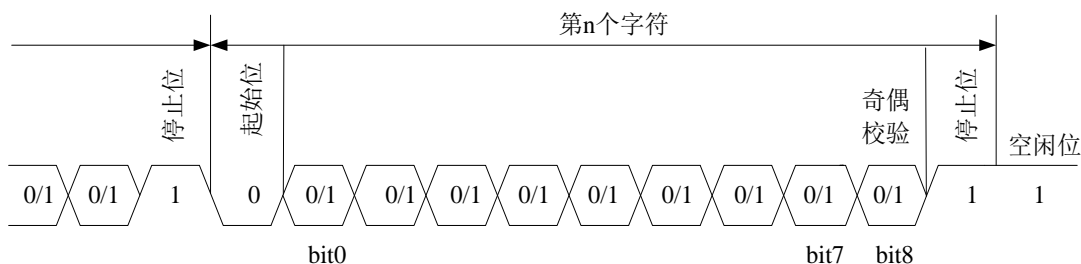 第n个字符
停止位
起始位
奇偶
校验
停止位
空闲位
0/1 0/1 1 0 0/1 0/1 0/1 0/1 0/1 0/1 0/1 0/1 0/1 1 1
bit0 bit7 bit8